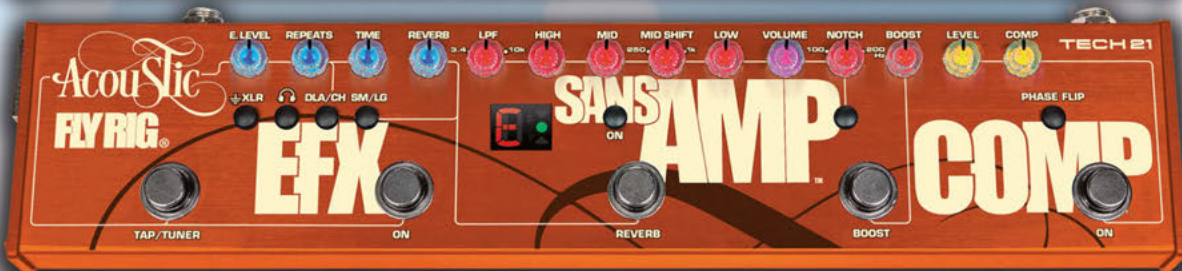 E. LEVEL REPEATS TIME REVERB LPF HIGH MID MID SHIFT LOW VOLUME NOTCH BOOST LEVEL COMP
3.4 10k 250 1k 100 200 Hz
TECH 21
Acoustic
FLY RIG®
XLR DLA/CH SM/LG
EFX
E
SANS
AMP™
ON
PHASE FLIP
COMP
TAP/TUNER ON REVERB BOOST ON